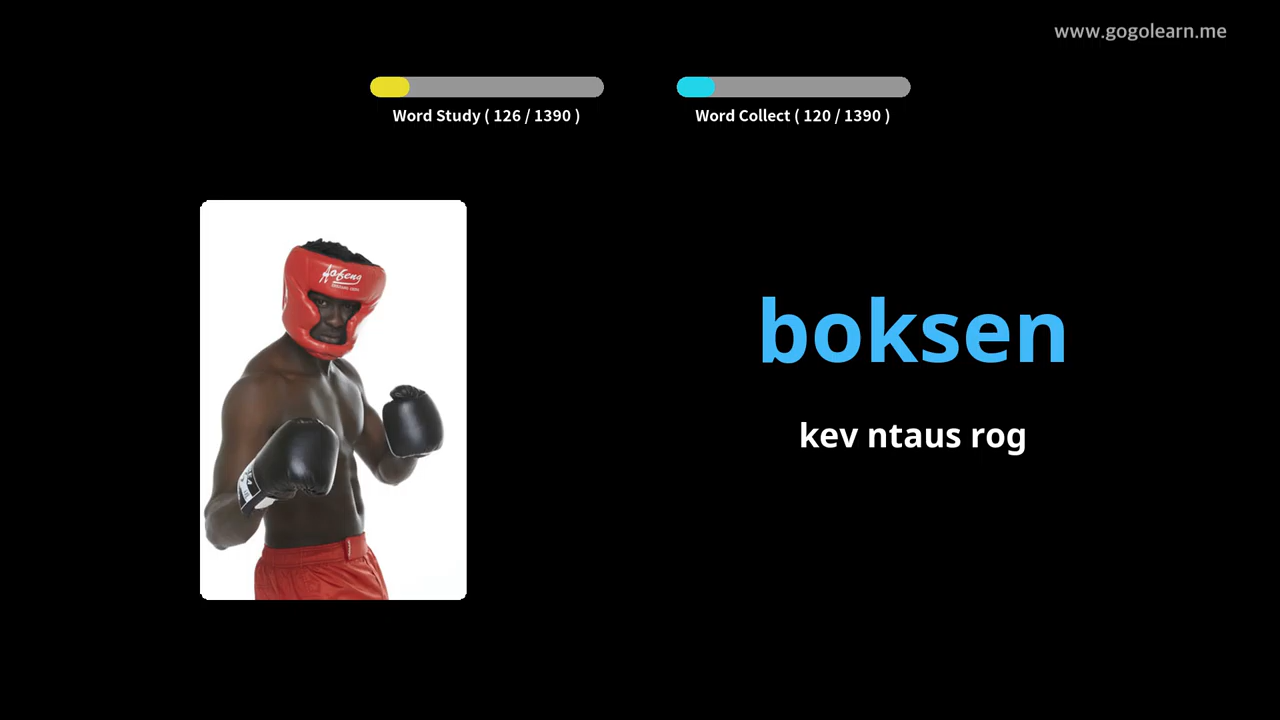 www.gogolearn.me
Word Study ( 126 / 1390 )
Word Collect ( 120 / 1390 )
boksen
kev ntaus rog